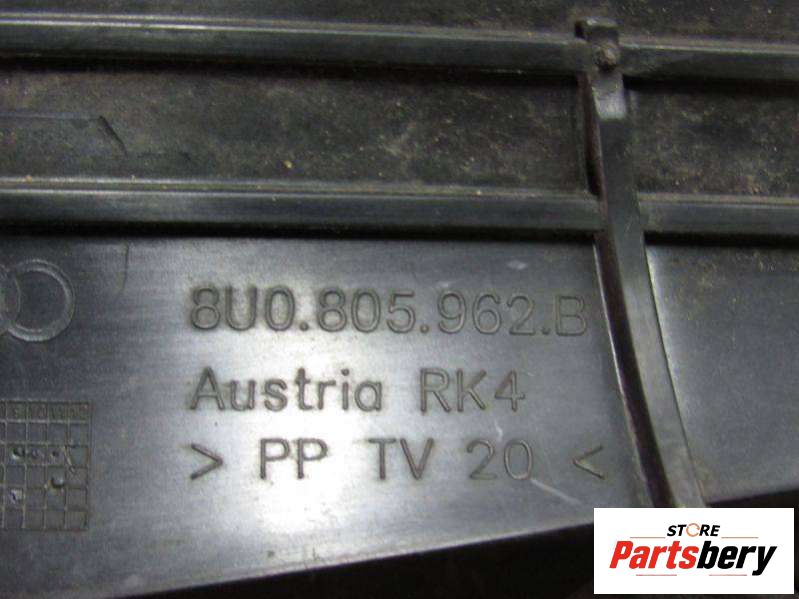 8U0.805.962.B
Austria RK4
> PP TV 20 <
STORE
Partsbery